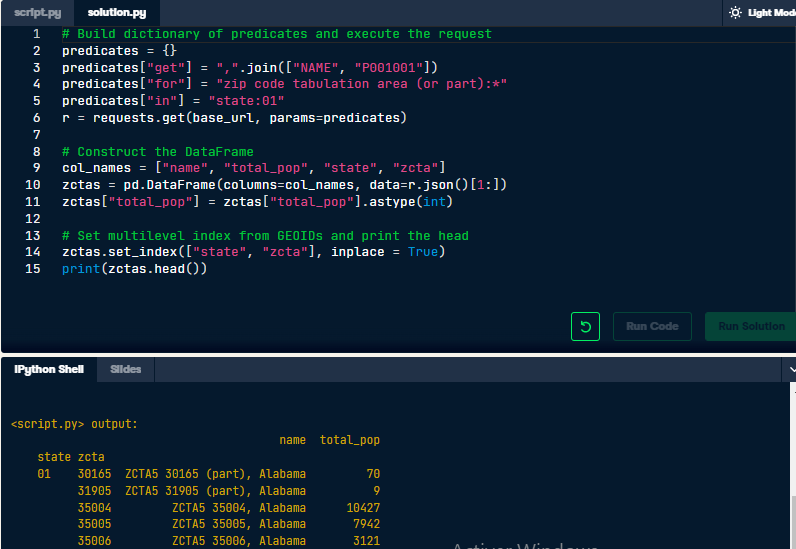 script.py solution.py Light Mod
1 # Build dictionary of predicates and execute the request
2 predicates = {}
3 predicates["get"] = ",".join(["NAME", "P001001"])
4 predicates["for"] = "zip code tabulation area (or part):*"
5 predicates["in"] = "state:01"
6 r = requests.get(base_url, params=predicates)
7
8 # Construct the DataFrame
9 col_names = ["name", "total_pop", "state", "zcta"]
10 zctas = pd.DataFrame(columns=col_names, data=r.json()[1:])
11 zctas["total_pop"] = zctas["total_pop"].astype(int)
12
13 # Set multilevel index from GEOIDs and print the head
14 zctas.set_index(["state", "zcta"], inplace = True)
15 print(zctas.head())
Run Code Run Solution
IPython Shell Slides
<script.py> output:
name total_pop
state zcta
01 30165 ZCTA5 30165 (part), Alabama 70
31905 ZCTA5 31905 (part), Alabama 9
35004 ZCTA5 35004, Alabama 10427
35005 ZCTA5 35005, Alabama 7942
35006 ZCTA5 35006, Alabama 3121
Activer Windows